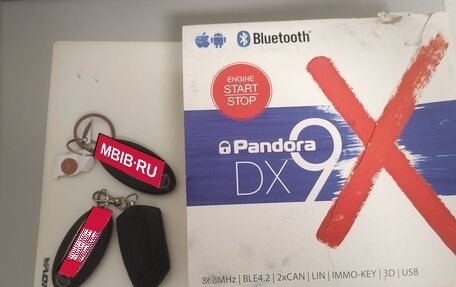 Bluetooth®
ENGINE
START
STOP
MBIB·RU
Pandora
DX 9X
868MHz | BLE4.2 | 2xCAN | LIN | IMMO-KEY | 3D | USB